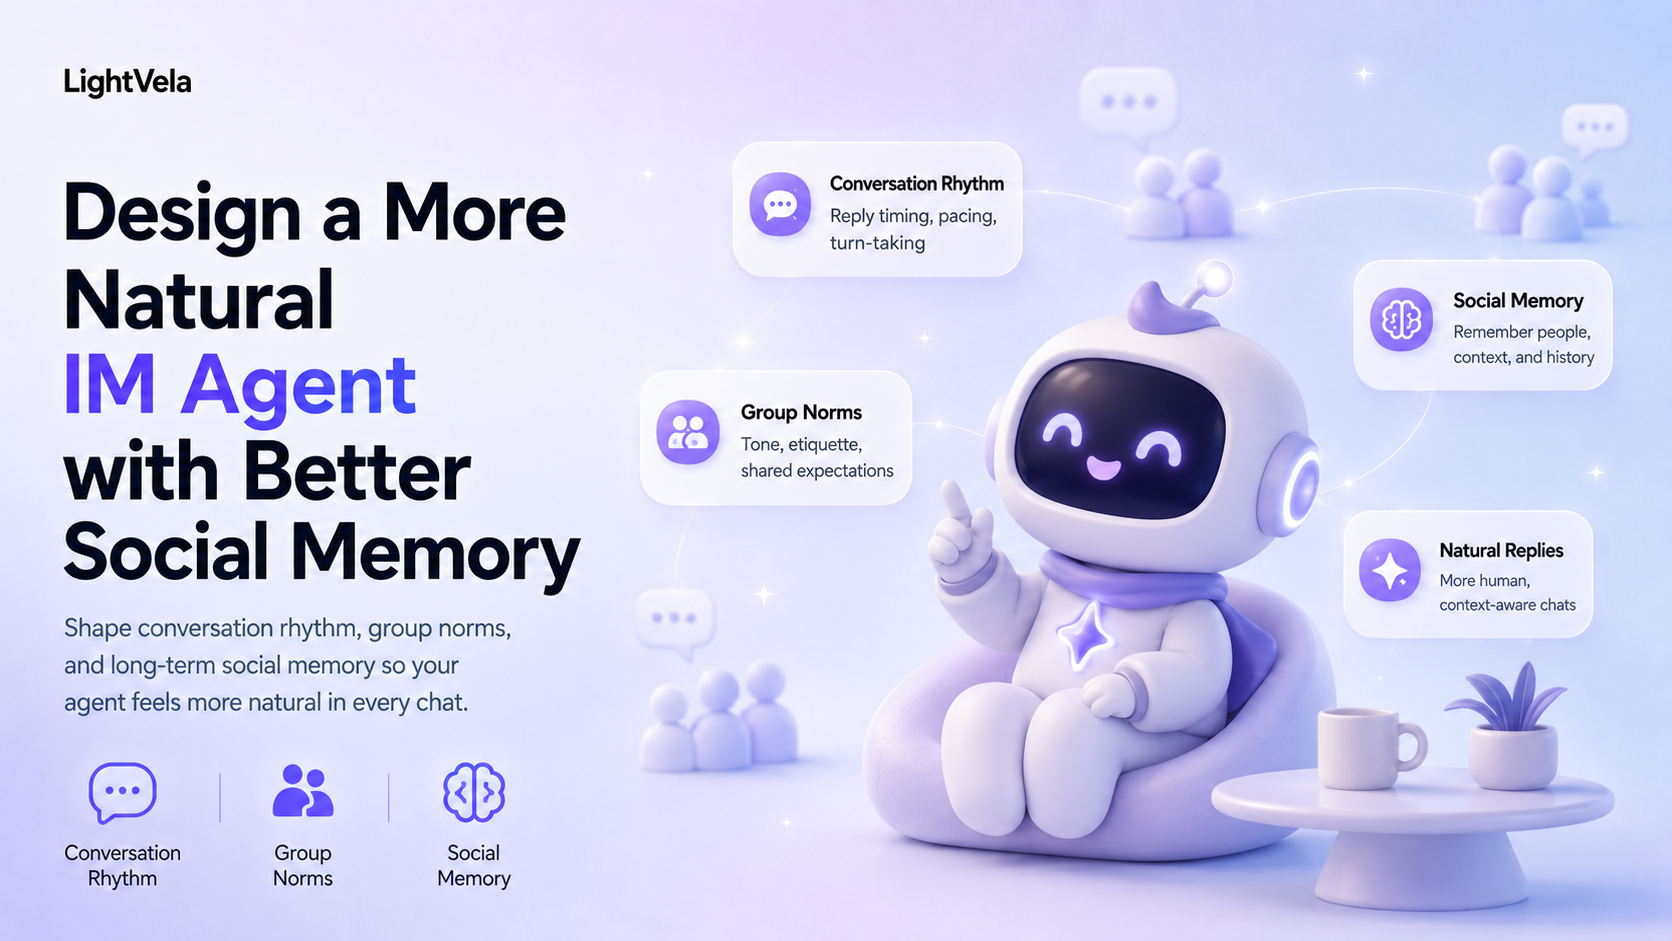 LightVela
Design a More
Natural
IM Agent
with Better
Social Memory
Shape conversation rhythm, group norms,
and long-term social memory so your
agent feels more natural in every chat.
Conversation
Rhythm
Group
Norms
Social
Memory
Conversation Rhythm
Reply timing, pacing,
turn-taking
Group Norms
Tone, etiquette,
shared expectations
Social Memory
Remember people,
context, and history
Natural Replies
More human,
context-aware chats